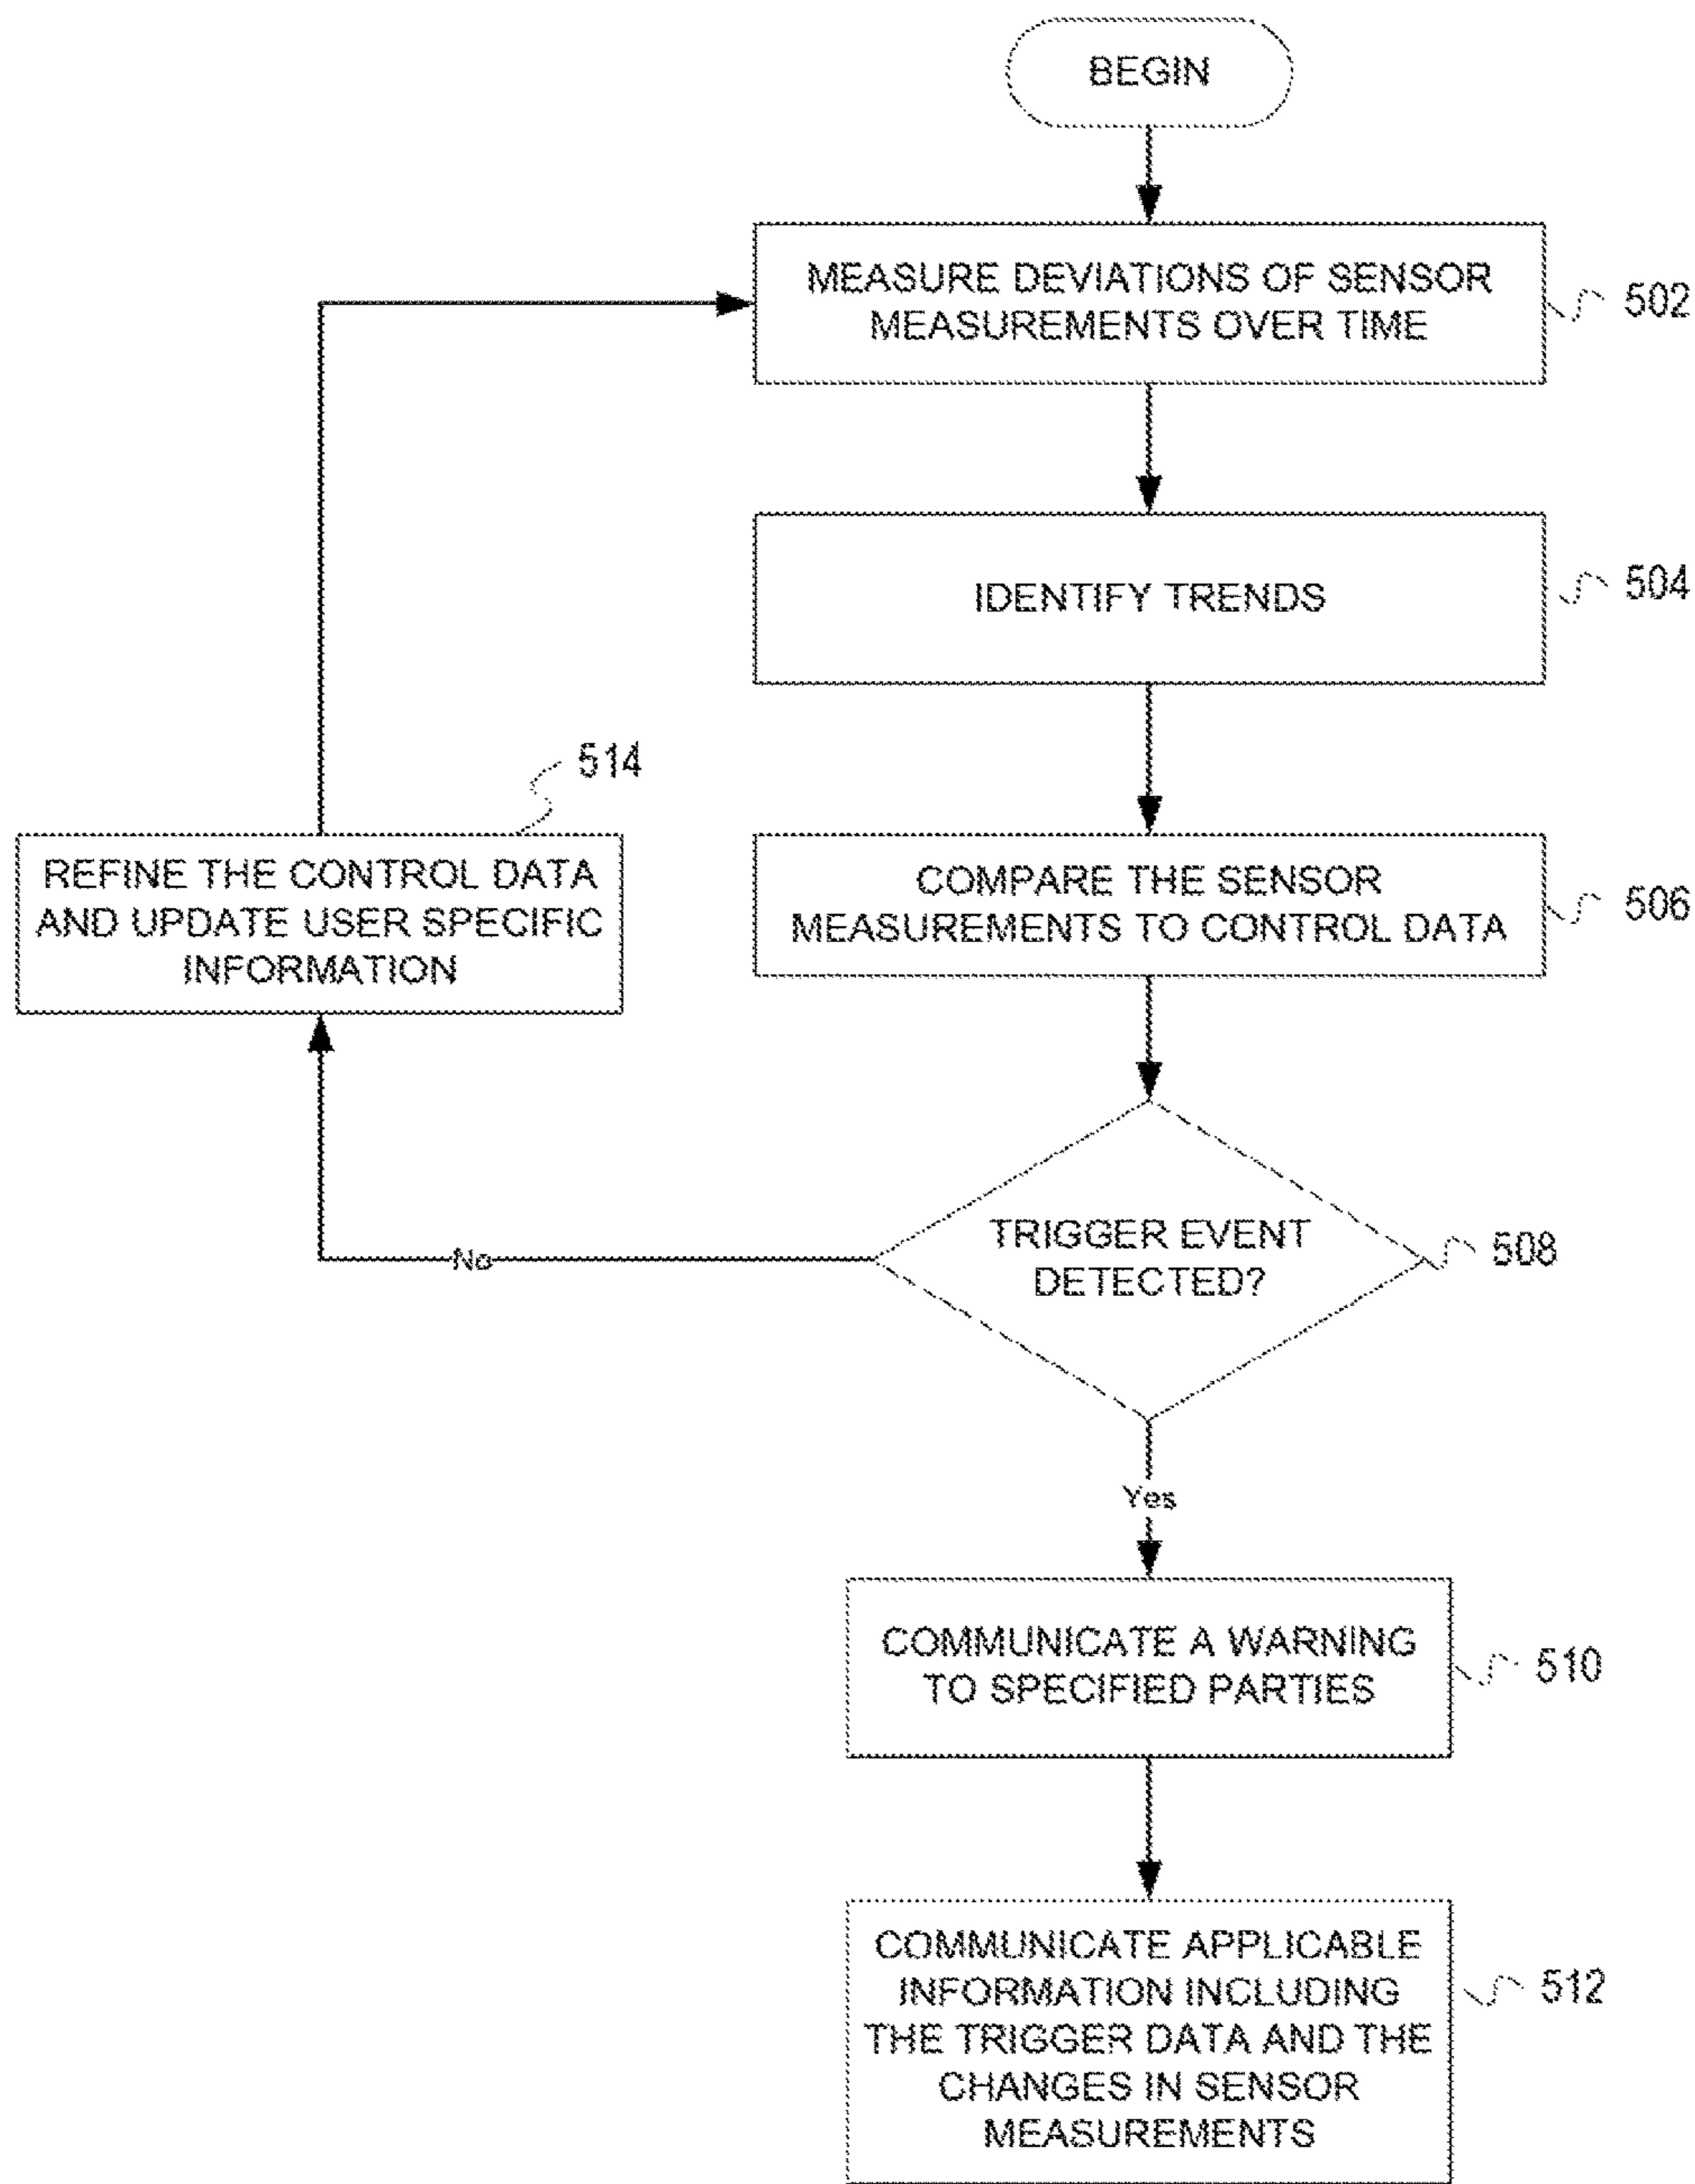 BEGIN
MEASURE DEVIATIONS OF SENSOR
MEASUREMENTS OVER TIME
502
IDENTIFY TRENDS
504
514
REFINE THE CONTROL DATA
AND UPDATE USER SPECIFIC
INFORMATION
COMPARE THE SENSOR
MEASUREMENTS TO CONTROL DATA
506
TRIGGER EVENT
DETECTED?
508
No
Yes
COMMUNICATE A WARNING
TO SPECIFIED PARTIES
510
COMMUNICATE APPLICABLE
INFORMATION INCLUDING
THE TRIGGER DATA AND THE
CHANGES IN SENSOR
MEASUREMENTS
512